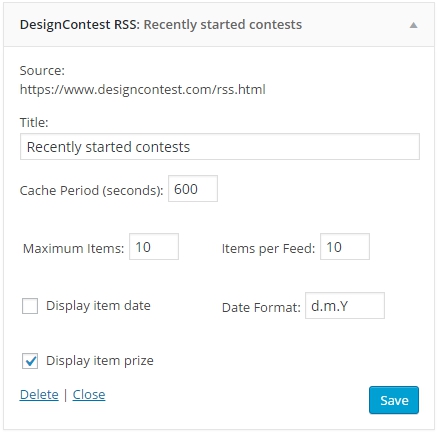 DesignContest RSS: Recently started contests
Source:
https://www.designcontest.com/rss.html
Title:
Recently started contests
Cache Period (seconds): 600
Maximum Items: 10 Items per Feed: 10
Display item date Date Format: d.m.Y
Display item prize
Delete | Close Save